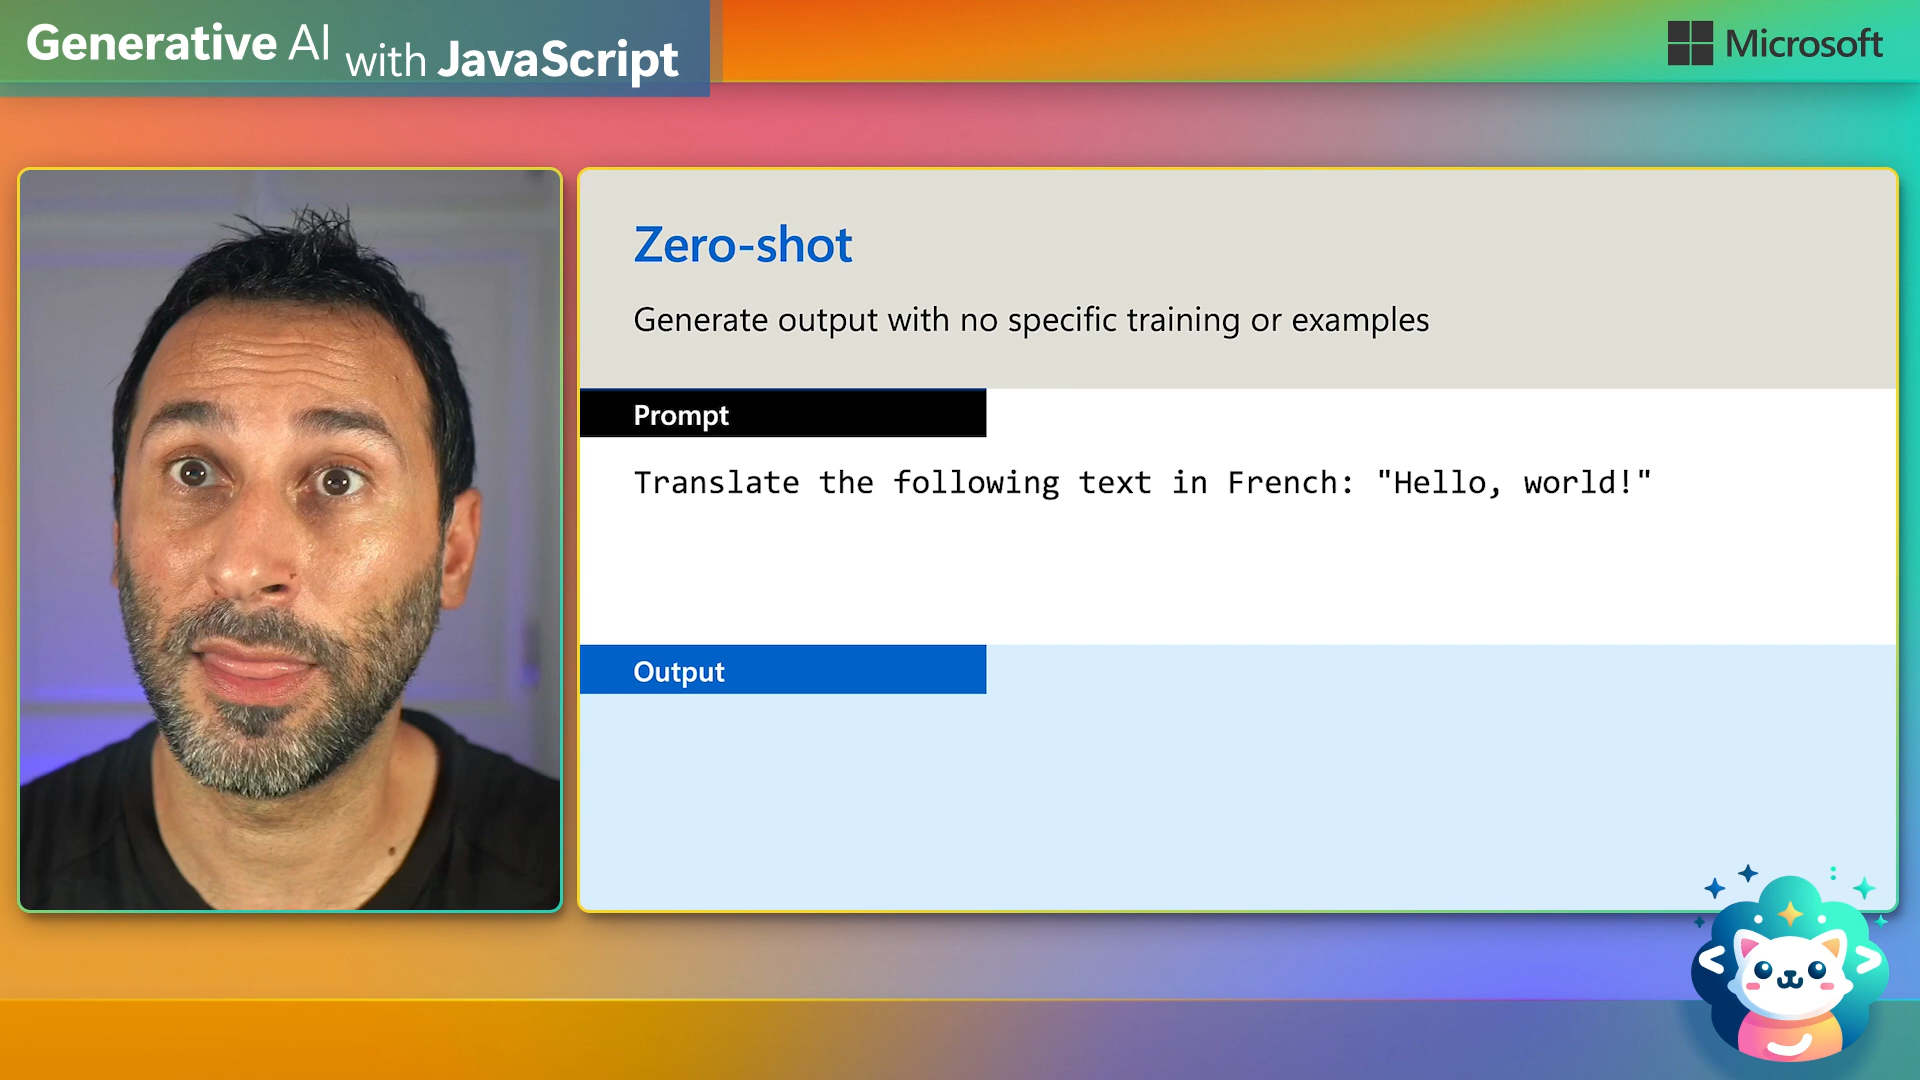 Generative AI with JavaScript
Microsoft
Zero-shot
Generate output with no specific training or examples
Prompt
Translate the following text in French: "Hello, world!"
Output